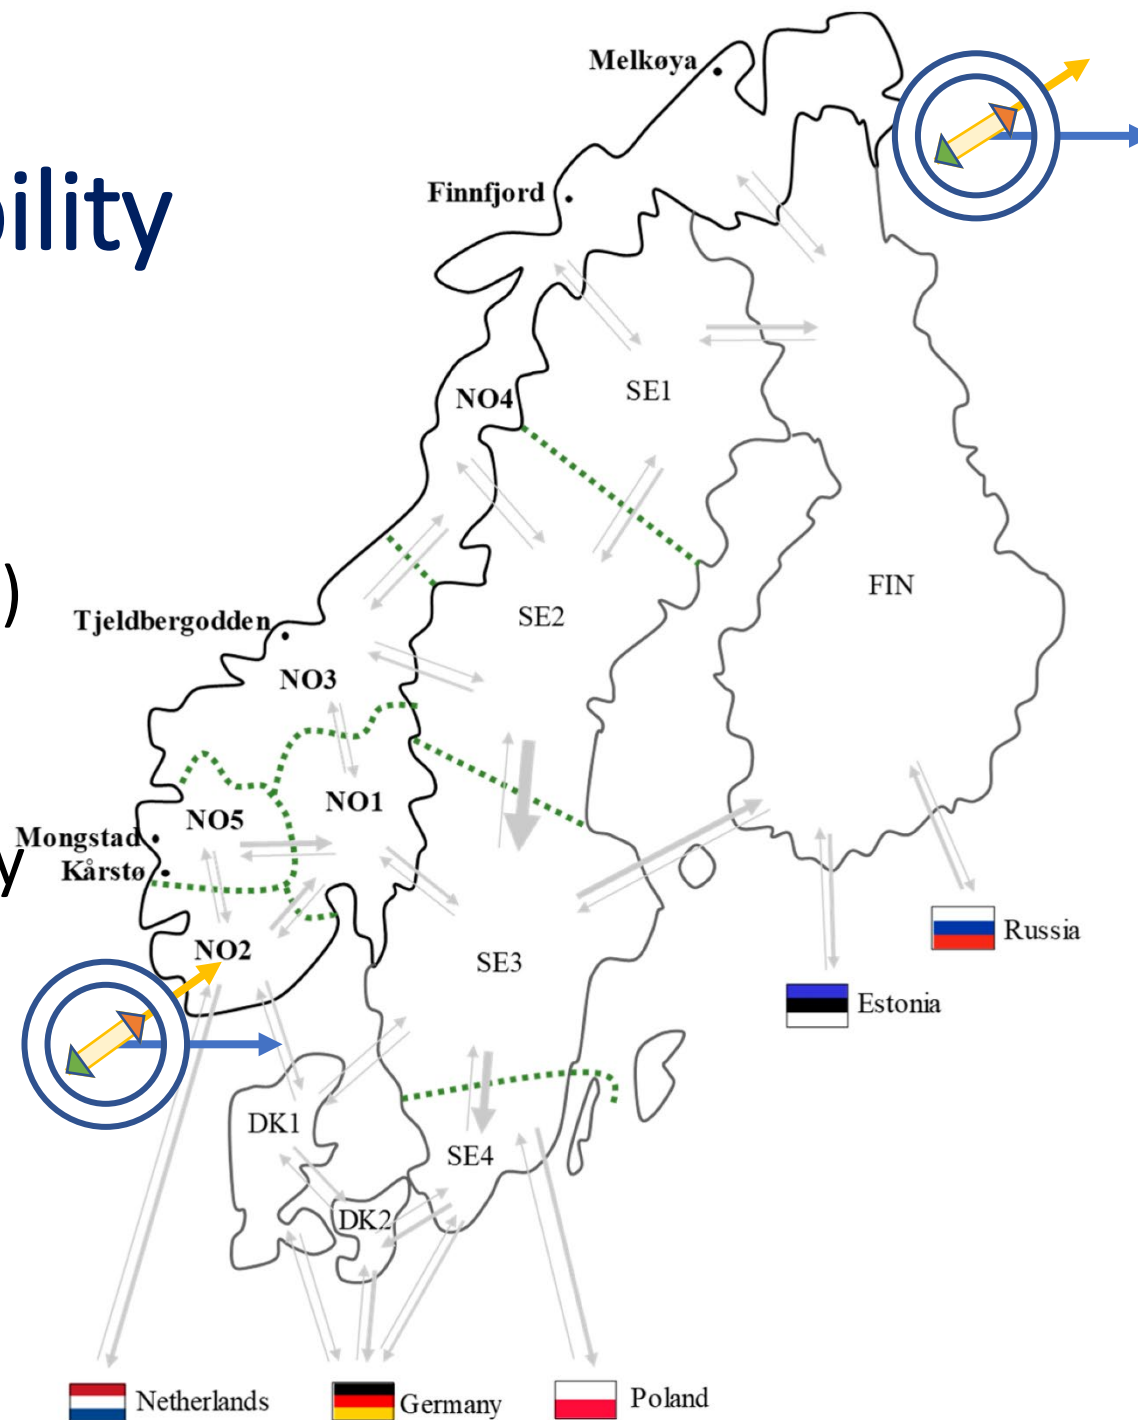 Melkøya
bility
Finnfjord
SE1
NO4
)
FIN
SE2
Tjeldbergodden
NO3
NO1
NO5
Mongstad
y
Kårstø
Russia
NO2
SE3
Estonia
DK1
SE4
DK2
Netherlands
Germany
Poland